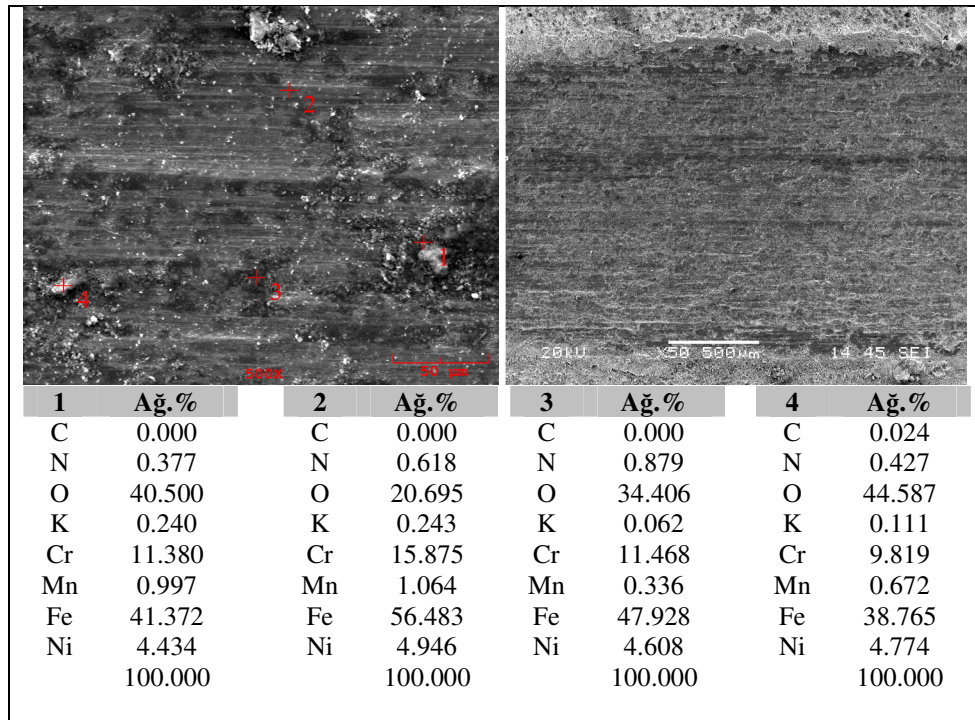 2
1
3
4
500X
50 µm
20kU X50 500µm 14 45 SEI
1 Ağ.% 2 Ağ.% 3 Ağ.% 4 Ağ.%
C 0.000 C 0.000 C 0.000 C 0.024
N 0.377 N 0.618 N 0.879 N 0.427
O 40.500 O 20.695 O 34.406 O 44.587
K 0.240 K 0.243 K 0.062 K 0.111
Cr 11.380 Cr 15.875 Cr 11.468 Cr 9.819
Mn 0.997 Mn 1.064 Mn 0.336 Mn 0.672
Fe 41.372 Fe 56.483 Fe 47.928 Fe 38.765
Ni 4.434 Ni 4.946 Ni 4.608 Ni 4.774
100.000 100.000 100.000 100.000